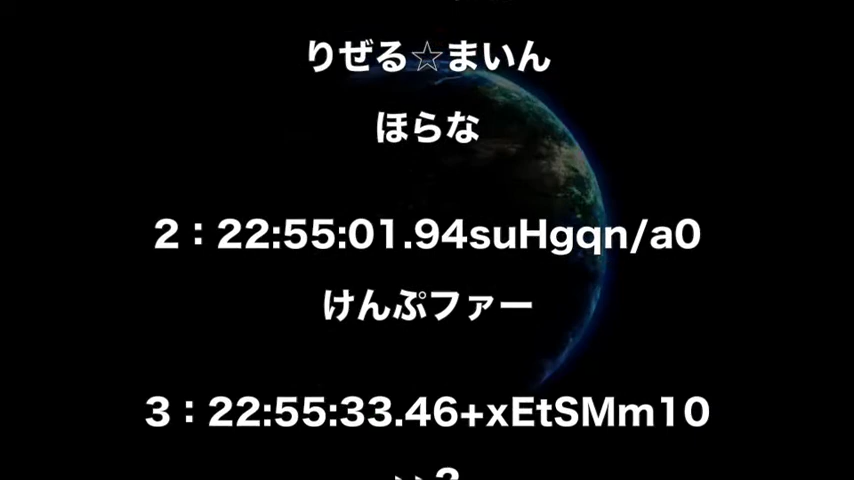 りぜる☆まいん
ほらな
2：22:55:01.94suHgqn/a0
けんぷファー
3：22:55:33.46+xEtSMm10